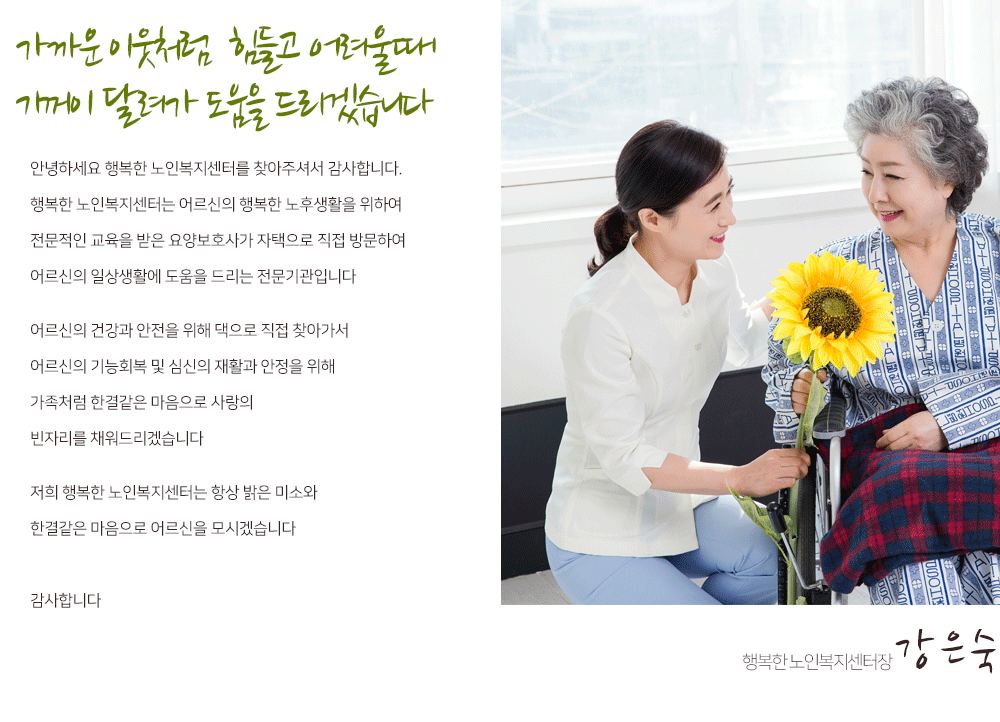 가까운 이웃처럼 힘들고 어려울때
가께이 달려가 도움을 드리겠습니다
안녕하세요 행복한 노인복지센터를 찾아주셔서 감사합니다.
행복한 노인복지센터는 어르신의 행복한 노후생활을 위하여
전문적인 교육을 받은 요양보호사가 자택으로 직접 방문하여
어르신의 일상생활에 도움을 드리는 전문기관입니다
어르신의 건강과 안전을 위해 댁으로 직접 찾아가서
어르신의 기능회복 및 심신의 재활과 안정을 위해
가족처럼 한결같은 마음으로 사랑의
빈자리를 채워드리겠습니다
저희 행복한 노인복지센터는 항상 밝은 미소와
한결같은 마음으로 어르신을 모시겠습니다
감사합니다
행복한 노인복지센터장 강은숙